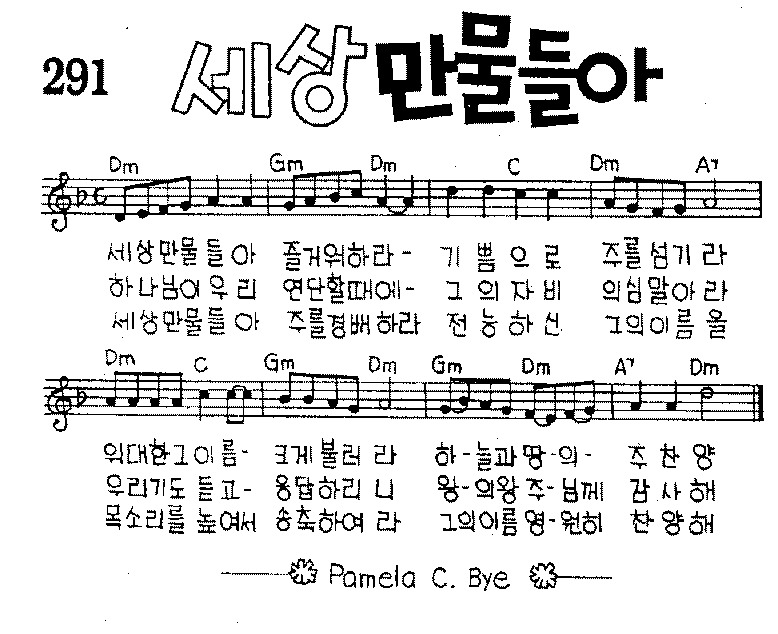 291 세상만물들아
Dm Gm Dm C Dm A7
세상만물들아 즐거워하라- 기쁨으로 주를섬기라
하나님이우리 연단할때에- 그의자비 의심말아라
세상만물들아 주를경배하라 전능하신 그의이름을
Dm C Gm Dm Gm Dm A7 Dm
위대한그이름- 크게불러라 하-늘과땅-의- 주찬양
우리기도듣고- 응답하리니 왕-의왕주-님께 감사해
목소리를높여서 송축하여라 그의이름영-원히 찬양해
Pamela C. Bye